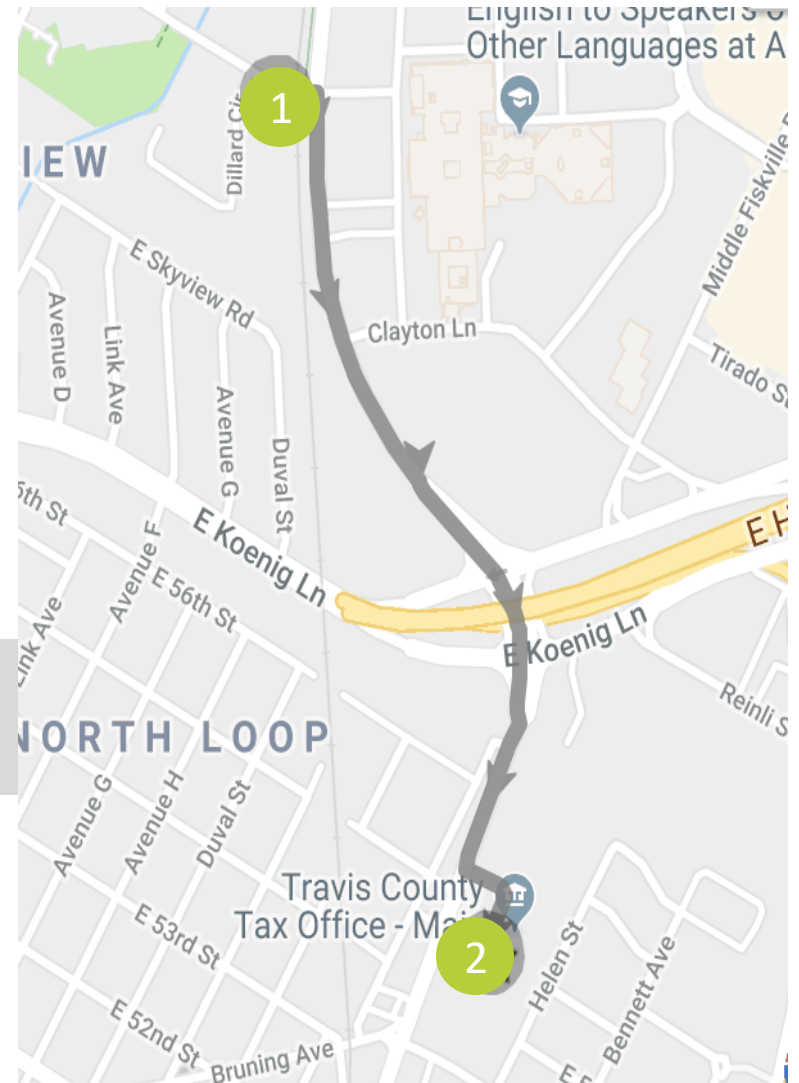 English to Speakers o
Other Languages at A
1
Dillard Cir
IEW
Middle Fiskville
E Skyview Rd
Clayton Ln
Avenue D
Link Ave
Tirado St
Avenue G
Duval St
5th St
E H
E Koenig Ln
Avenue F
E 56th St
Link Ave
E Koenig Ln
Reinli S
NORTH LOOP
Avenue G
Avenue H
Duval St
Travis County
Tax Office - Mai
2
E 53rd St
Helen St
Bennett Ave
E 52nd St
Bruning Ave